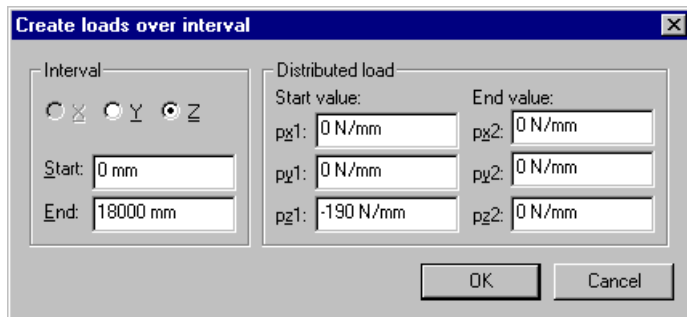 Create loads over interval
Interval
X Y Z
Start: 0 mm
End: 18000 mm
Distributed load
Start value: End value:
px1: 0 N/mm px2: 0 N/mm
py1: 0 N/mm py2: 0 N/mm
pz1: -190 N/mm pz2: 0 N/mm
OK Cancel